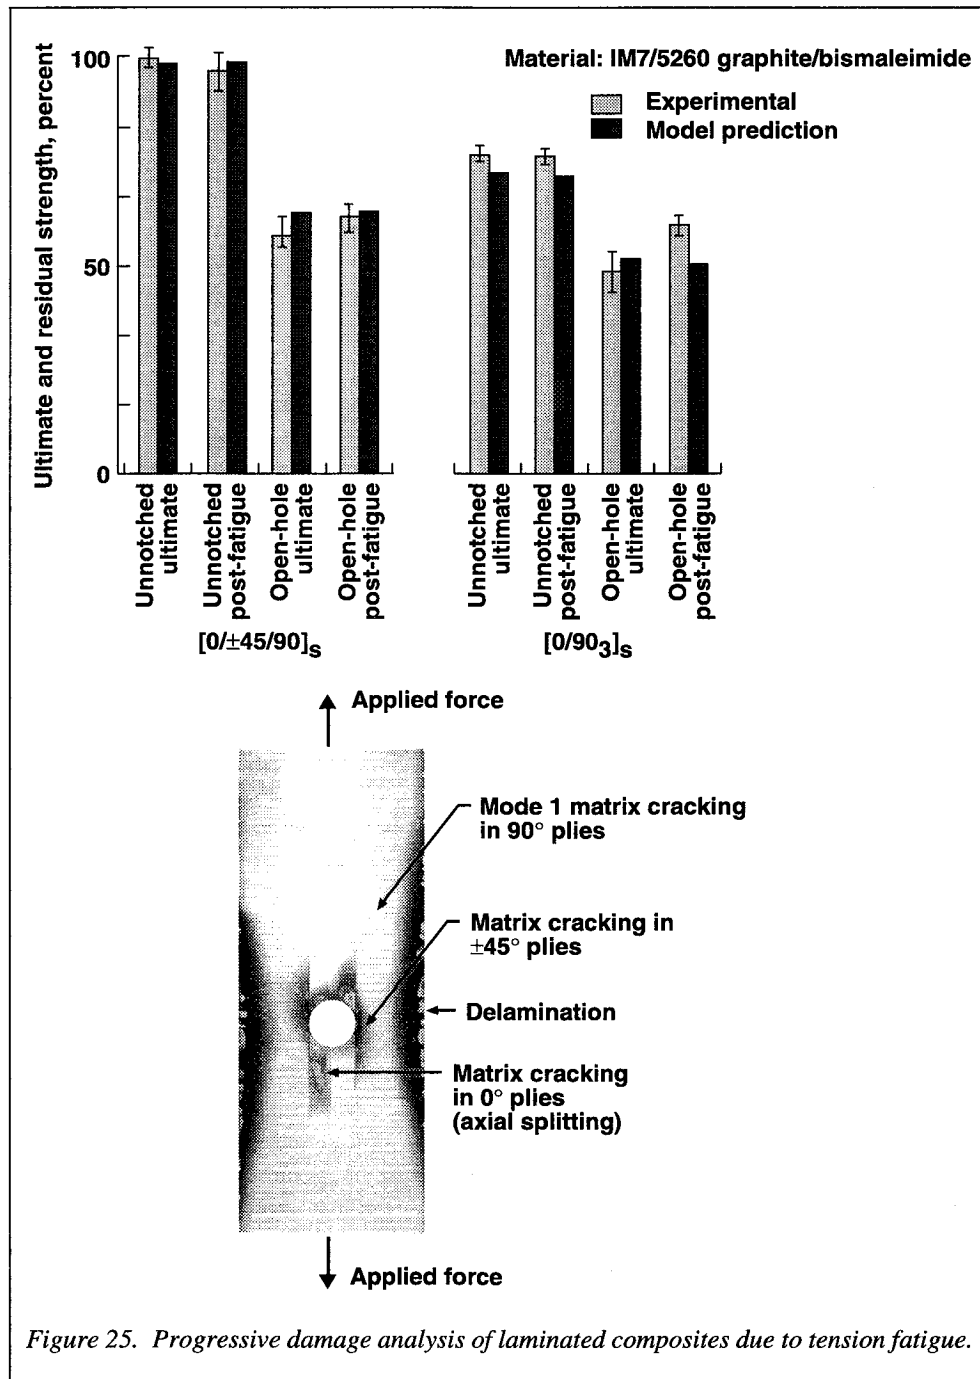 Ultimate and residual strength, percent
100
50
0
Material: IM7/5260 graphite/bismaleimide
Experimental
Model prediction
Unnotched
ultimate
Unnotched
post-fatigue
Open-hole
ultimate
Open-hole
post-fatigue
[0/±45/90]s
Unnotched
ultimate
Unnotched
post-fatigue
Open-hole
ultimate
Open-hole
post-fatigue
[0/903]s
Applied force
Mode 1 matrix cracking
in 90° plies
Matrix cracking in
±45° plies
Delamination
Matrix cracking
in 0° plies
(axial splitting)
Applied force
Figure 25. Progressive damage analysis of laminated composites due to tension fatigue.